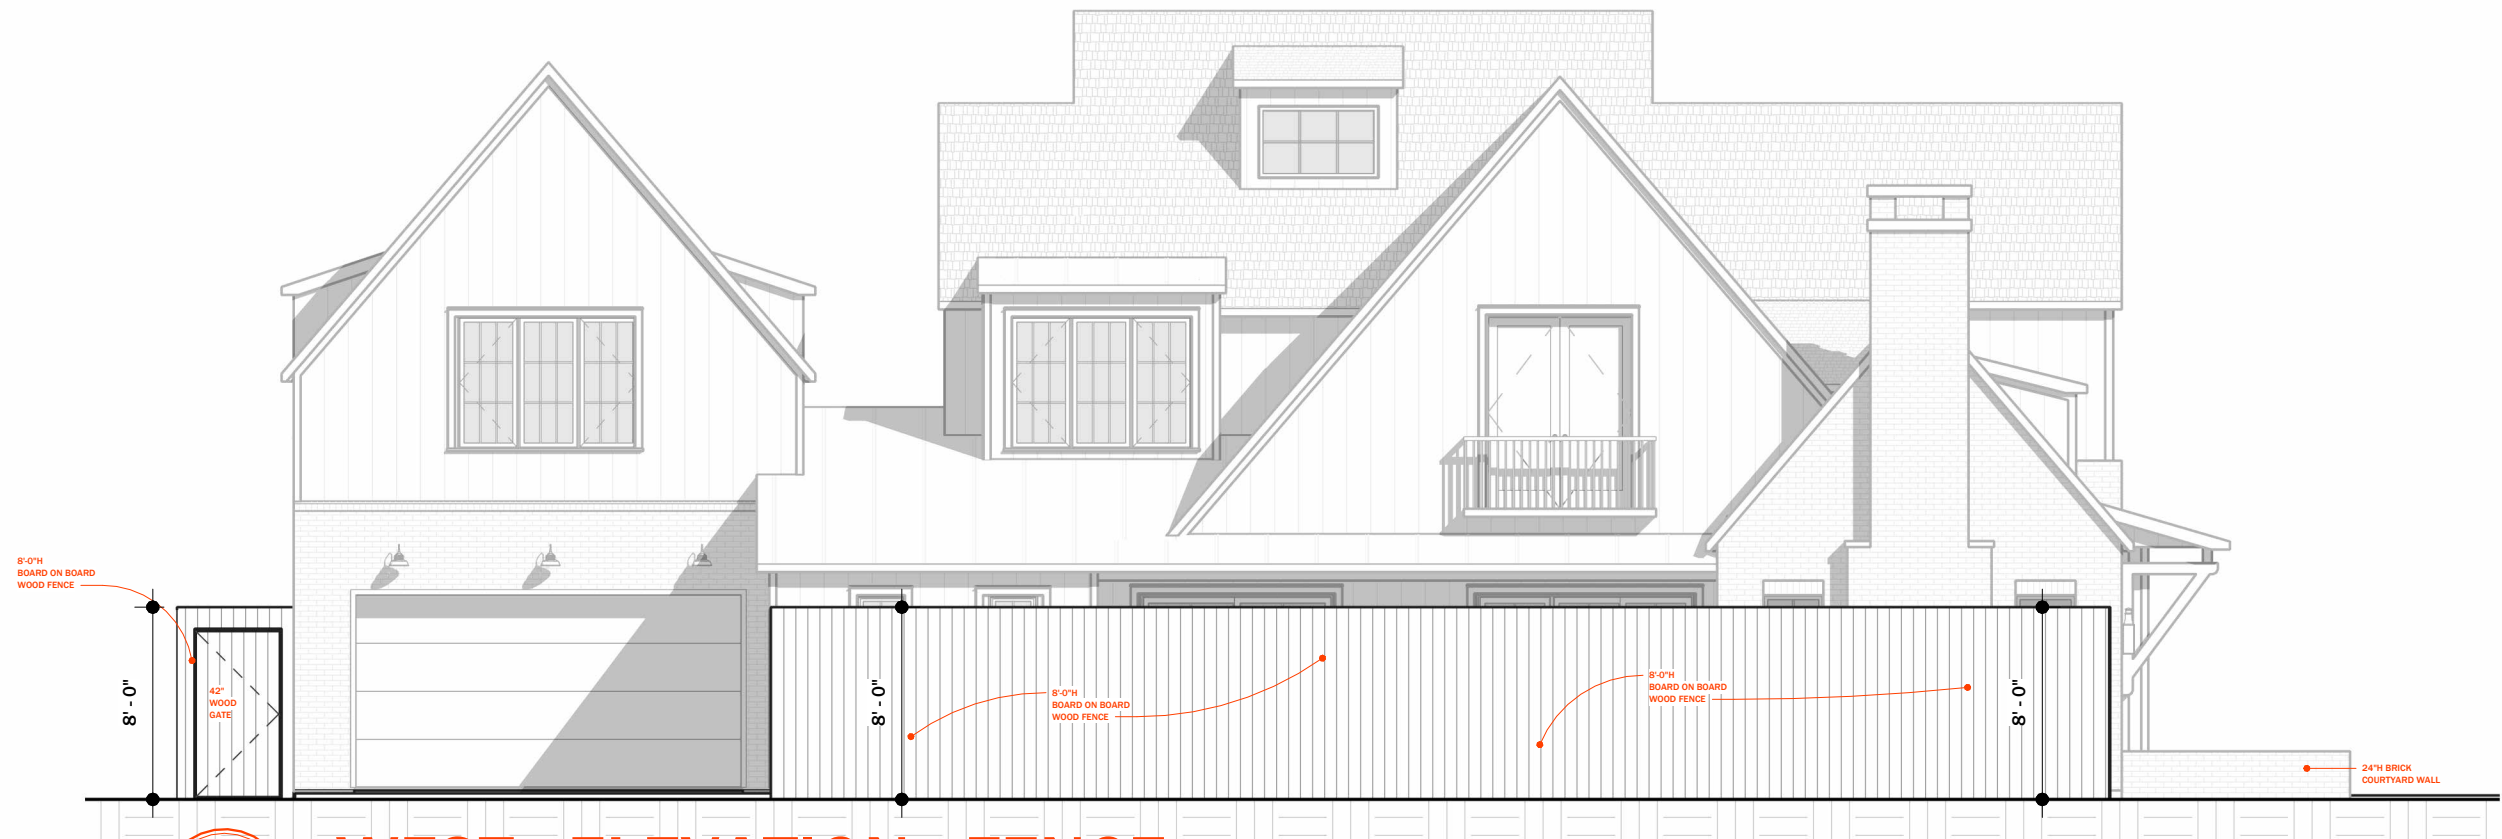 8'-0"H
BOARD ON BOARD
WOOD FENCE
8' - 0"
42"
WOOD
GATE
8' - 0"
8'-0"H
BOARD ON BOARD
WOOD FENCE
8'-0"H
BOARD ON BOARD
WOOD FENCE
8' - 0"
24"H BRICK
COURTYARD WALL